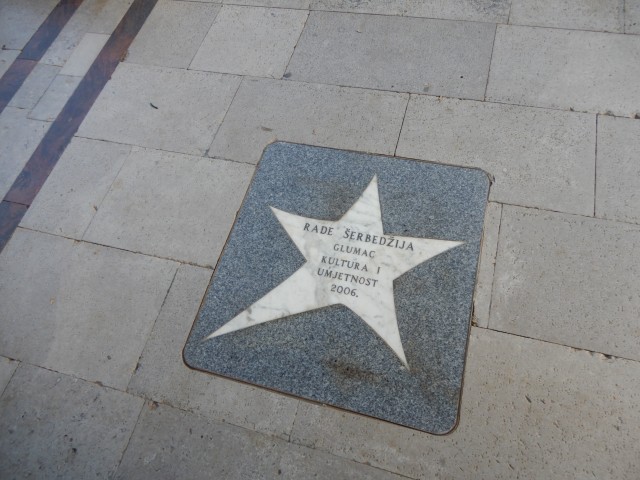 RADE ŠERBEDŽIJA
GLUMAC
KULTURA I
UMJETNOST
2006.